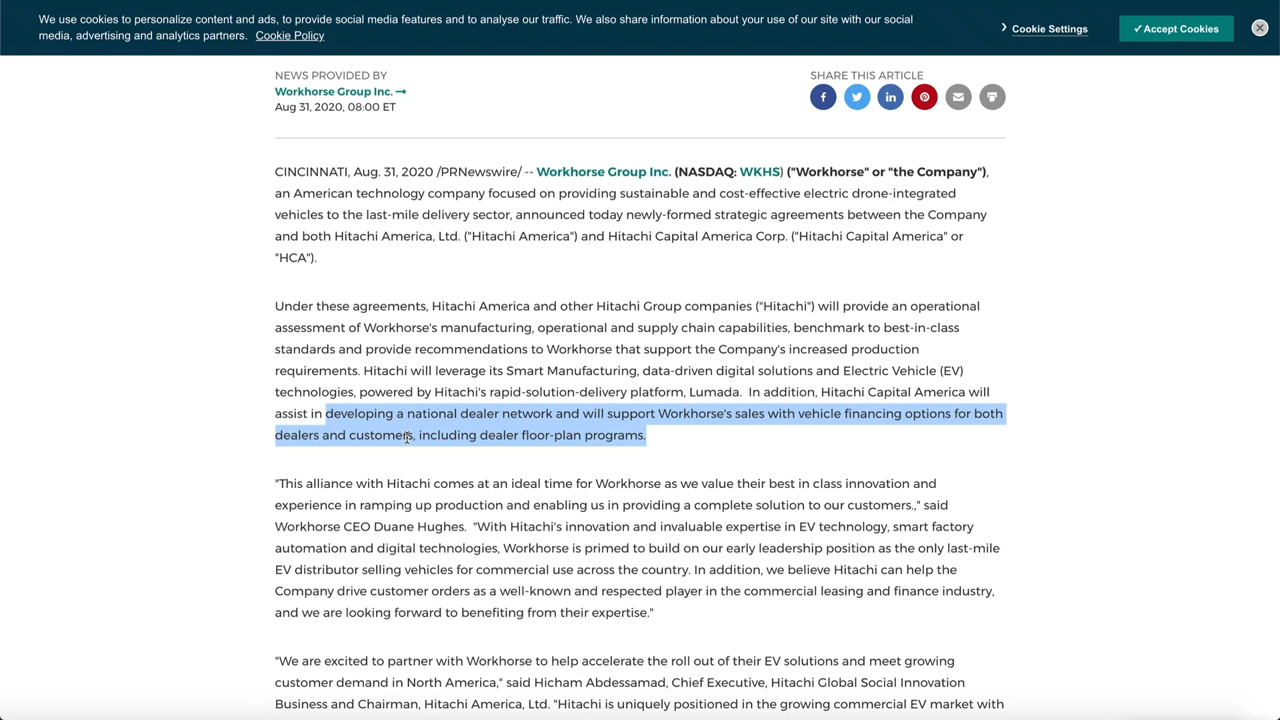 We use cookies to personalize content and ads, to provide social media features and to analyse our traffic. We also share information about your use of our site with our social
media, advertising and analytics partners. Cookie Policy
Cookie Settings
✓Accept Cookies
NEWS PROVIDED BY
Workhorse Group Inc. →
Aug 31, 2020, 08:00 ET
SHARE THIS ARTICLE
CINCINNATI, Aug. 31, 2020 /PRNewswire/ -- Workhorse Group Inc. (NASDAQ: WKHS) ("Workhorse" or "the Company"),
an American technology company focused on providing sustainable and cost-effective electric drone-integrated
vehicles to the last-mile delivery sector, announced today newly-formed strategic agreements between the Company
and both Hitachi America, Ltd. ("Hitachi America") and Hitachi Capital America Corp. ("Hitachi Capital America" or
"HCA").
Under these agreements, Hitachi America and other Hitachi Group companies ("Hitachi") will provide an operational
assessment of Workhorse's manufacturing, operational and supply chain capabilities, benchmark to best-in-class
standards and provide recommendations to Workhorse that support the Company's increased production
requirements. Hitachi will leverage its Smart Manufacturing, data-driven digital solutions and Electric Vehicle (EV)
technologies, powered by Hitachi's rapid-solution-delivery platform, Lumada.  In addition, Hitachi Capital America will
assist in developing a national dealer network and will support Workhorse's sales with vehicle financing options for both
dealers and customers, including dealer floor-plan programs.
"This alliance with Hitachi comes at an ideal time for Workhorse as we value their best in class innovation and
experience in ramping up production and enabling us in providing a complete solution to our customers.," said
Workhorse CEO Duane Hughes.  "With Hitachi's innovation and invaluable expertise in EV technology, smart factory
automation and digital technologies, Workhorse is primed to build on our early leadership position as the only last-mile
EV distributor selling vehicles for commercial use across the country. In addition, we believe Hitachi can help the
Company drive customer orders as a well-known and respected player in the commercial leasing and finance industry,
and we are looking forward to benefiting from their expertise."
"We are excited to partner with Workhorse to help accelerate the roll out of their EV solutions and meet growing
customer demand in North America," said Hicham Abdessamad, Chief Executive, Hitachi Global Social Innovation
Business and Chairman, Hitachi America, Ltd. "Hitachi is uniquely positioned in the growing commercial EV market with